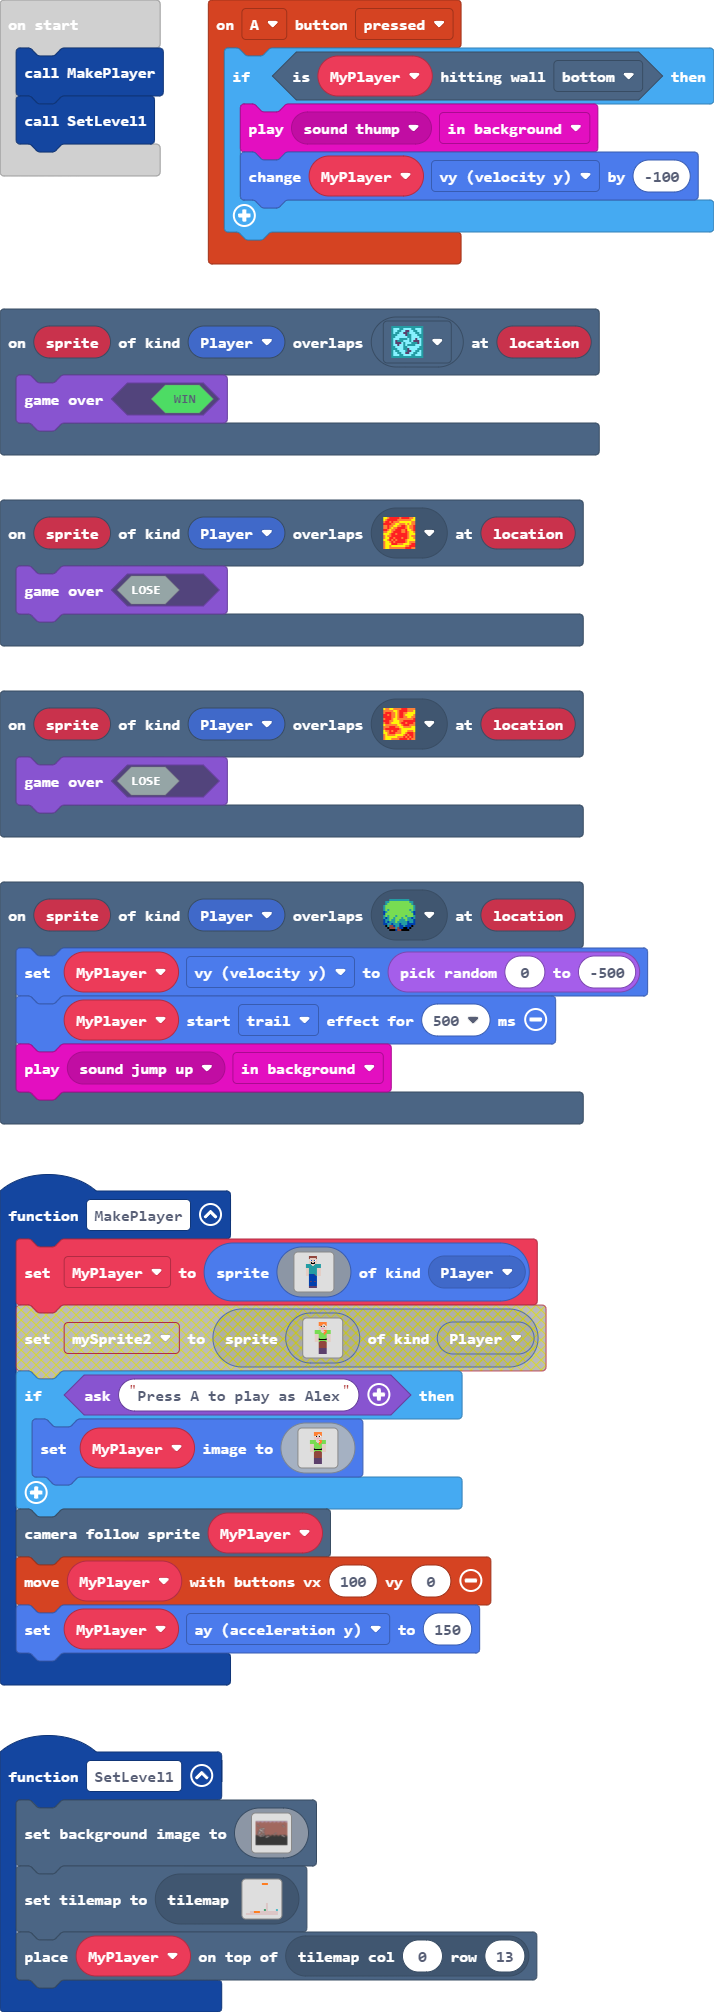 on start
call MakePlayer
call SetLevel1
on A button pressed
if is MyPlayer hitting wall bottom then
play sound thump in background
change MyPlayer vy (velocity y) by -100
on sprite of kind Player overlaps at location
game over WIN
on sprite of kind Player overlaps at location
game over LOSE
on sprite of kind Player overlaps at location
game over LOSE
on sprite of kind Player overlaps at location
set MyPlayer vy (velocity y) to pick random 0 to -500
MyPlayer start trail effect for 500 ms
play sound jump up in background
function MakePlayer
set MyPlayer to sprite of kind Player
set mySprite2 to sprite of kind Player
if ask "Press A to play as Alex" then
set MyPlayer image to
camera follow sprite MyPlayer
move MyPlayer with buttons vx 100 vy 0
set MyPlayer ay (acceleration y) to 150
function SetLevel1
set background image to
set tilemap to tilemap
place MyPlayer on top of tilemap col 0 row 13